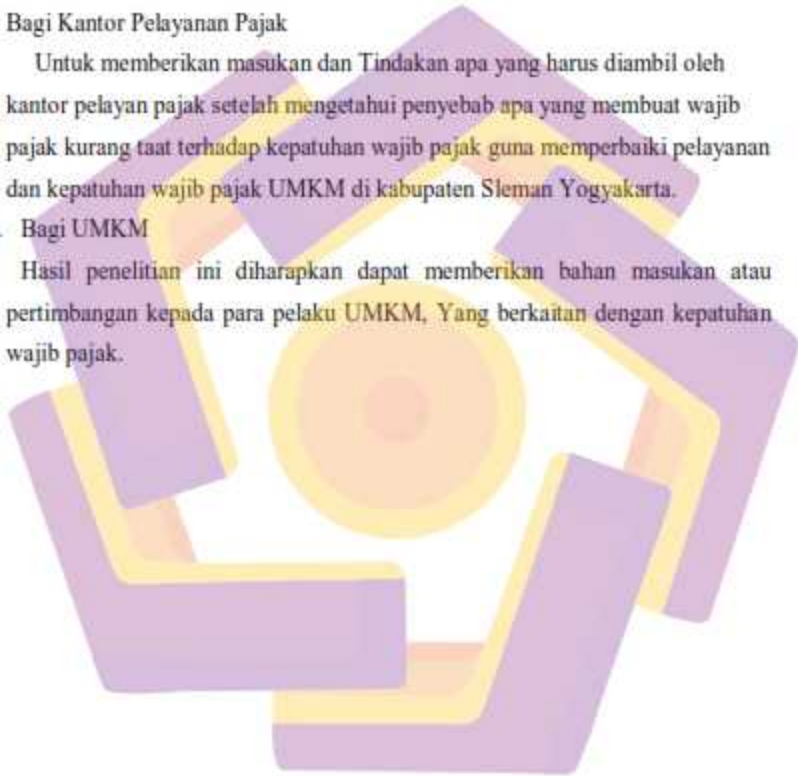 Bagi Kantor Pelayanan Pajak
Untuk memberikan masukan dan Tindakan apa yang harus diambil oleh
kantor pelayan pajak setelah mengetahui penyebab apa yang membuat wajib
pajak kurang taat terhadap kepatuhan wajib pajak guna memperbaiki pelayanan
dan kepatuhan wajib pajak UMKM di kabupaten Sleman Yogyakarta.
. Bagi UMKM
Hasil penelitian ini diharapkan dapat memberikan bahan masukan atau
pertimbangan kepada para pelaku UMKM, Yang berkaitan dengan kepatuhan
wajib pajak.